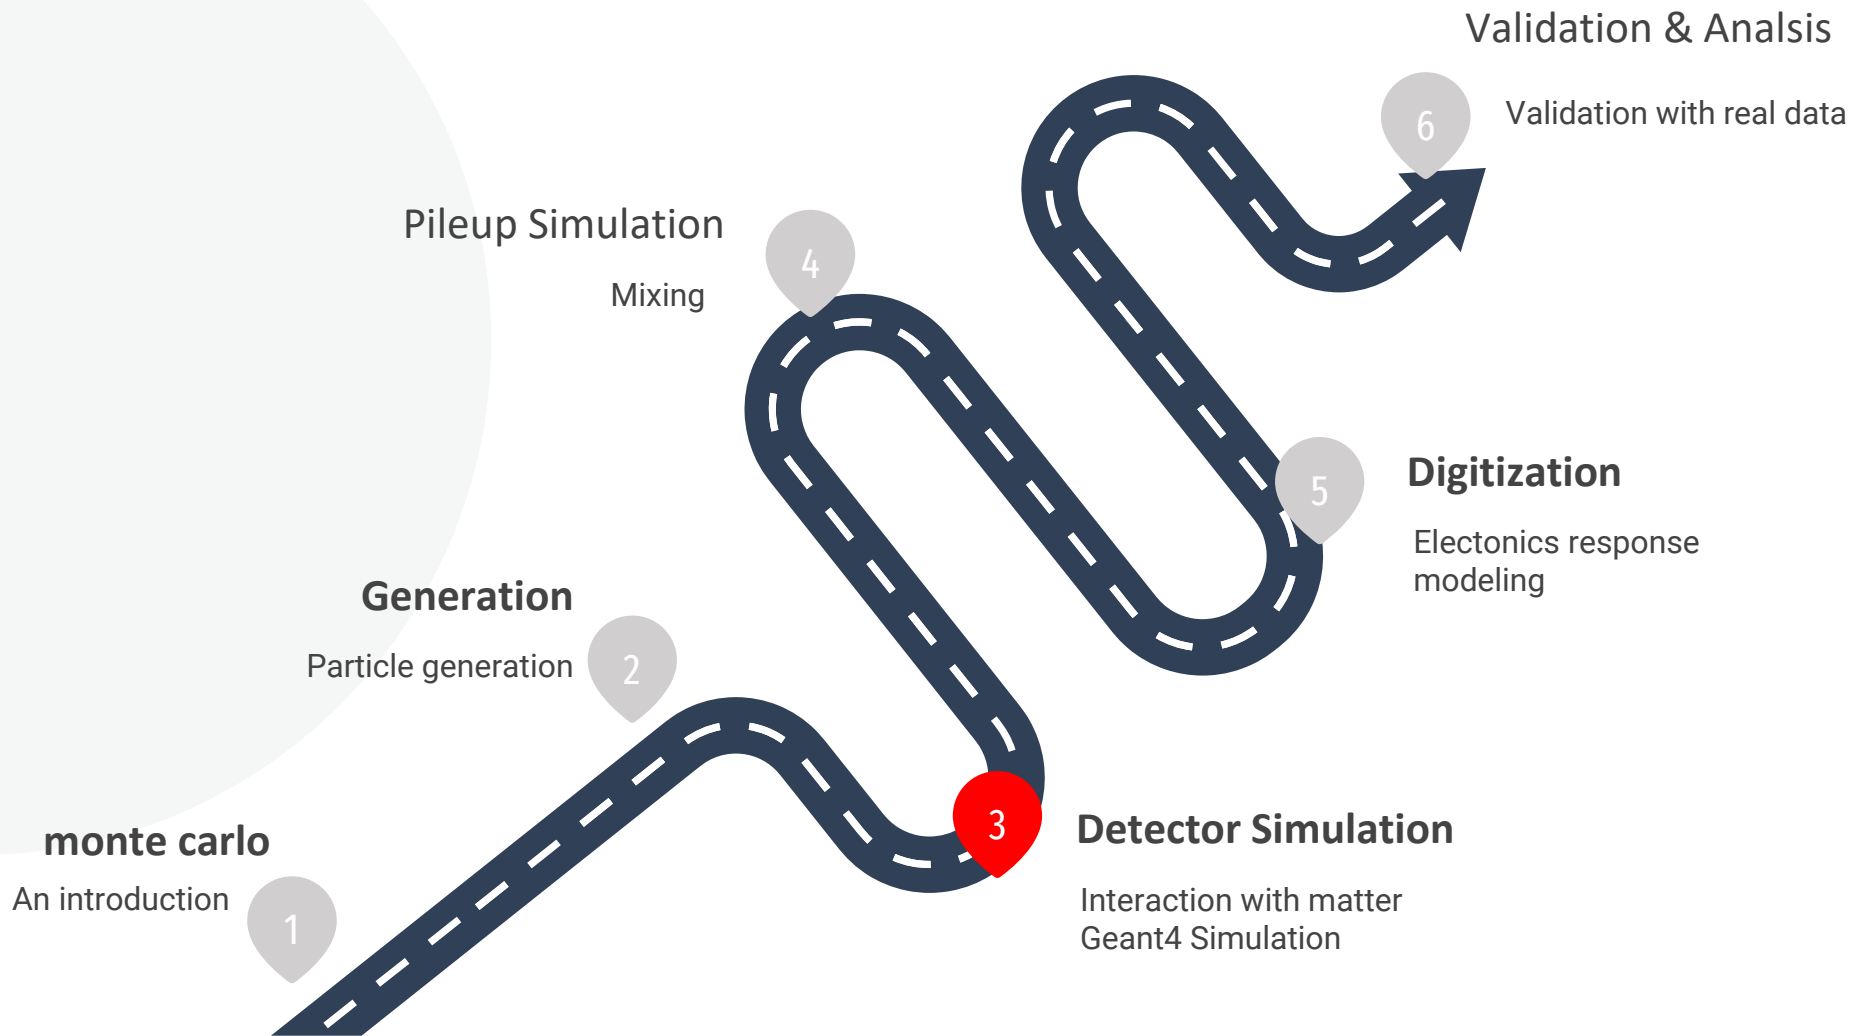 Validation & Analsis
6
Validation with real data
Pileup Simulation
4
Mixing
Digitization
5
Electonics response
modeling
Generation
Particle generation
2
Detector Simulation
3
Interaction with matter
Geant4 Simulation
monte carlo
An introduction
1